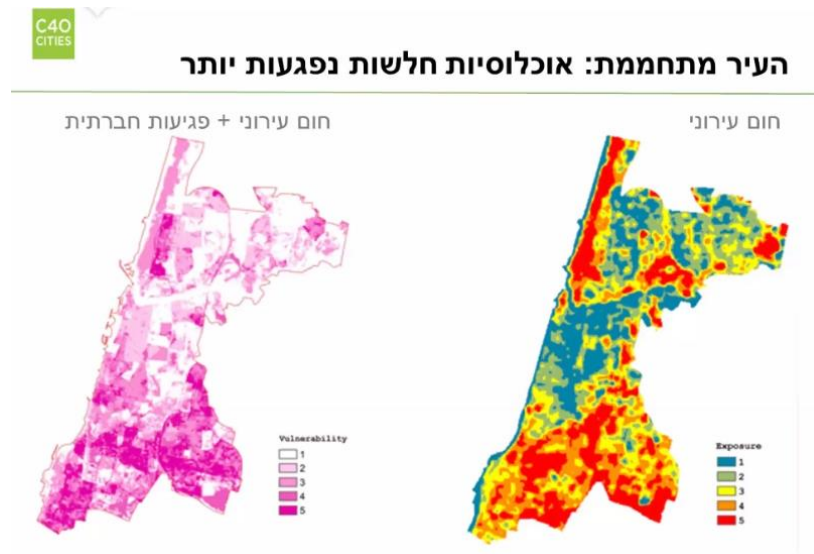 C40
CITIES
העיר מתחממת: אוכלוסיות חלשות נפגעות יותר
חום עירוני
חום עירוני + פגיעות חברתית
Exposure
1
2
3
4
5
Vulnerability
1
2
3
4
5